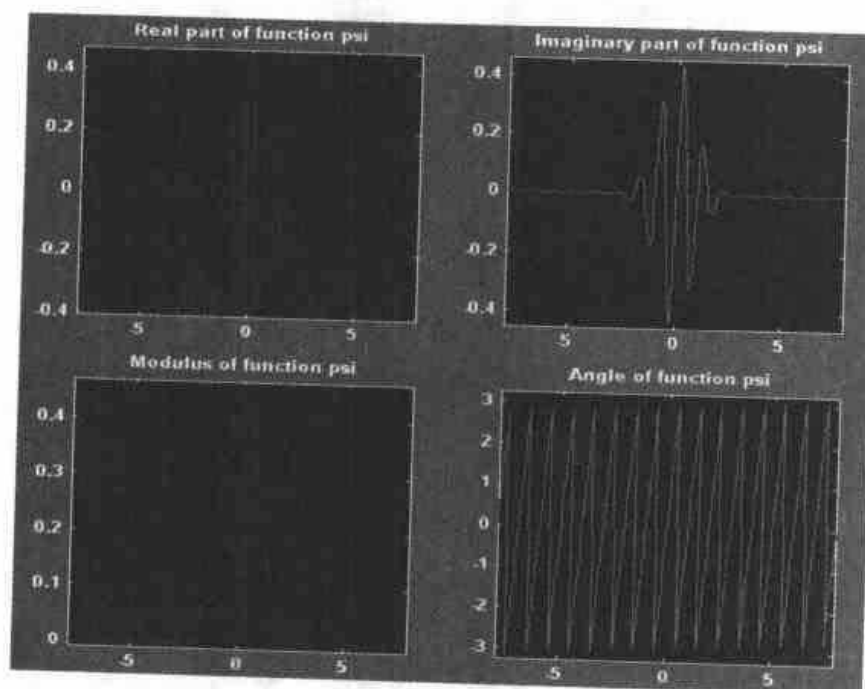 Real part of function psi
0.4
0.2
0
-0.2
-0.4
-5 0 5
Imaginary part of function psi
0.4
0.2
0
-0.2
-0.4
-5 0 5
Modulus of function psi
0.4
0.3
0.2
0.1
0
-5 0 5
Angle of function psi
3
2
1
0
-1
-2
-3
-5 0 5